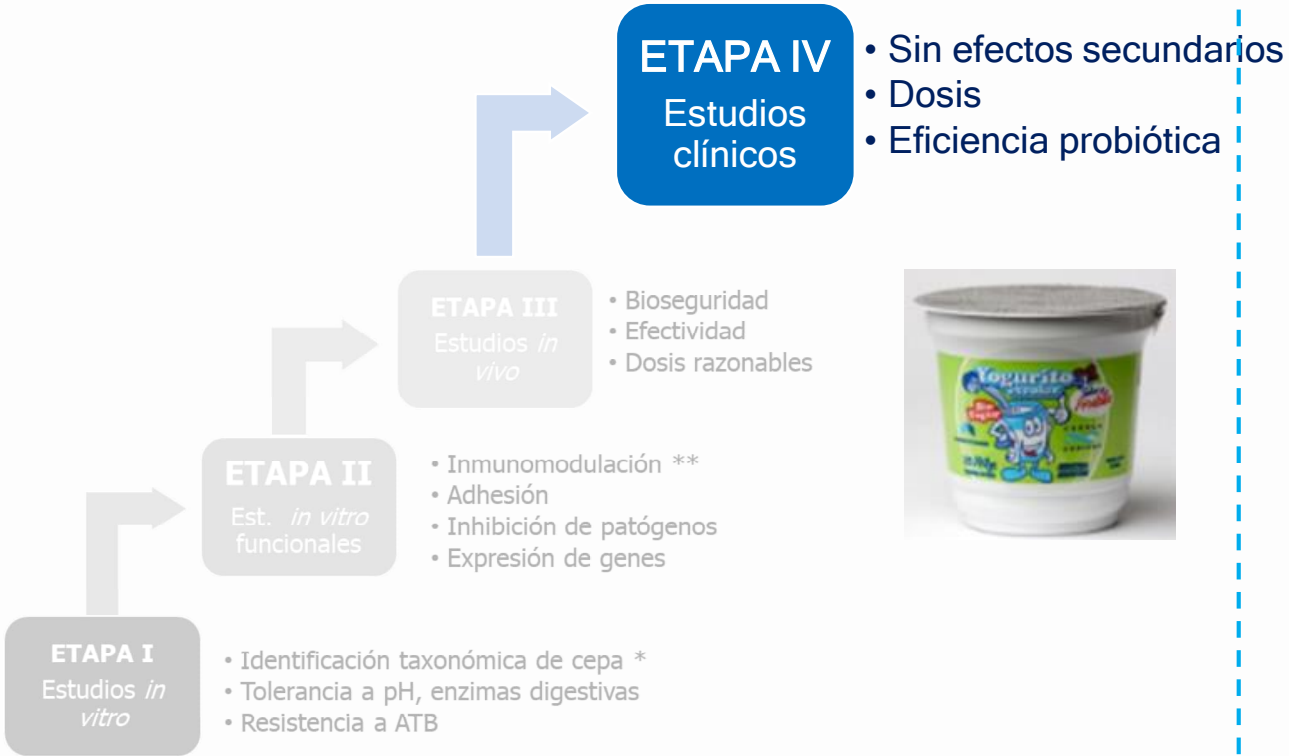 ETAPA IV
Estudios
clínicos
• Sin efectos secundarios
• Dosis
• Eficiencia probiótica
ETAPA III
Estudios in
vivo
• Bioseguridad
• Efectividad
• Dosis razonables
Yogurito
ETAPA II
Est. in vitro
funcionales
• Inmunomodulación **
• Adhesión
• Inhibición de patógenos
• Expresión de genes
ETAPA I
Estudios in
vitro
• Identificación taxonómica de cepa *
• Tolerancia a pH, enzimas digestivas
• Resistencia a ATB